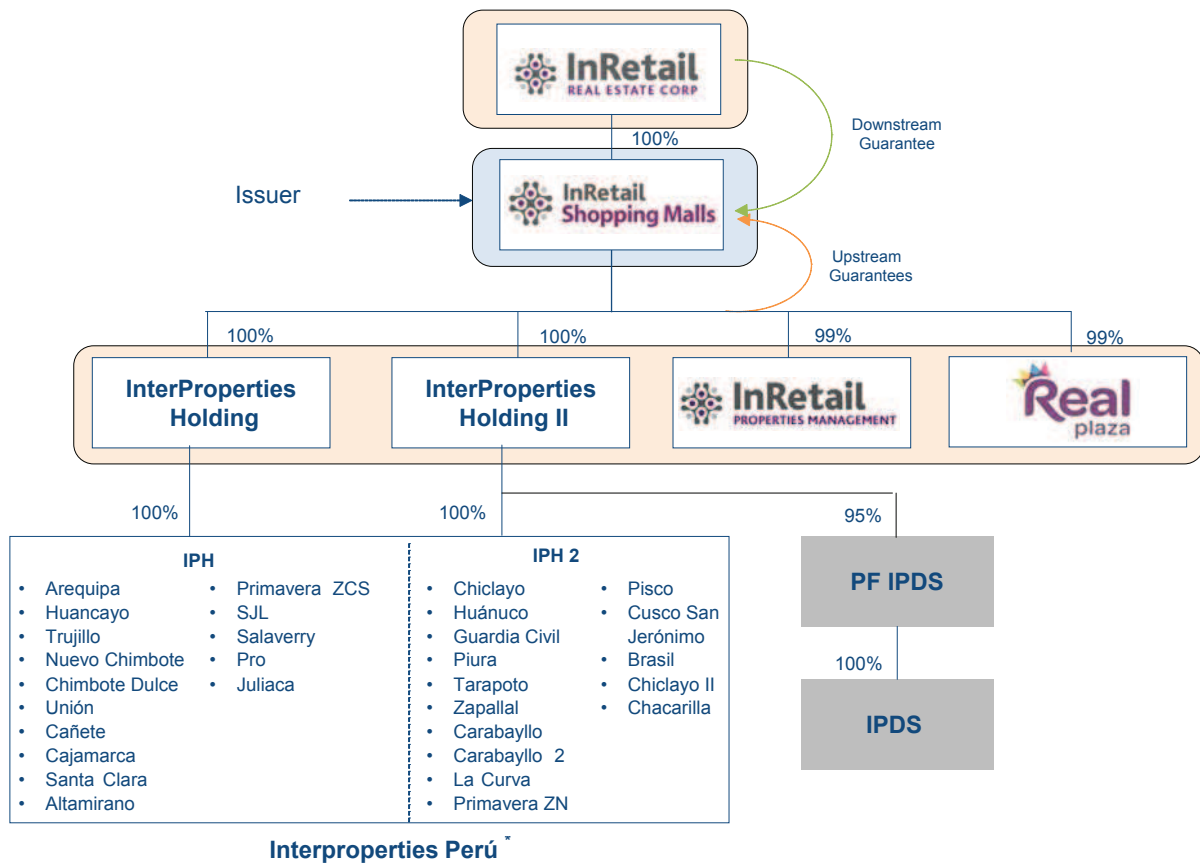 InRetail
REAL ESTATE CORP
100%
Downstream
Guarantee
Issuer
InRetail
Shopping Malls
Upstream
Guarantees
100%
100%
99%
99%
InterProperties
Holding
InterProperties
Holding II
InRetail
PROPERTIES MANAGEMENT
Real
plaza
100%
100%
95%
IPH
• Arequipa
• Huancayo
• Trujillo
• Nuevo Chimbote
• Chimbote Dulce
• Unión
• Cañete
• Cajamarca
• Santa Clara
• Altamirano
• Primavera ZCS
• SJL
• Salaverry
• Pro
• Juliaca
IPH 2
• Chiclayo
• Huánuco
• Guardia Civil
• Piura
• Tarapoto
• Zapallal
• Carabayllo
• Carabayllo 2
• La Curva
• Primavera ZN
• Pisco
• Cusco San
Jerónimo
• Brasil
• Chiclayo II
• Chacarilla
PF IPDS
100%
IPDS
Interproperties Perú *